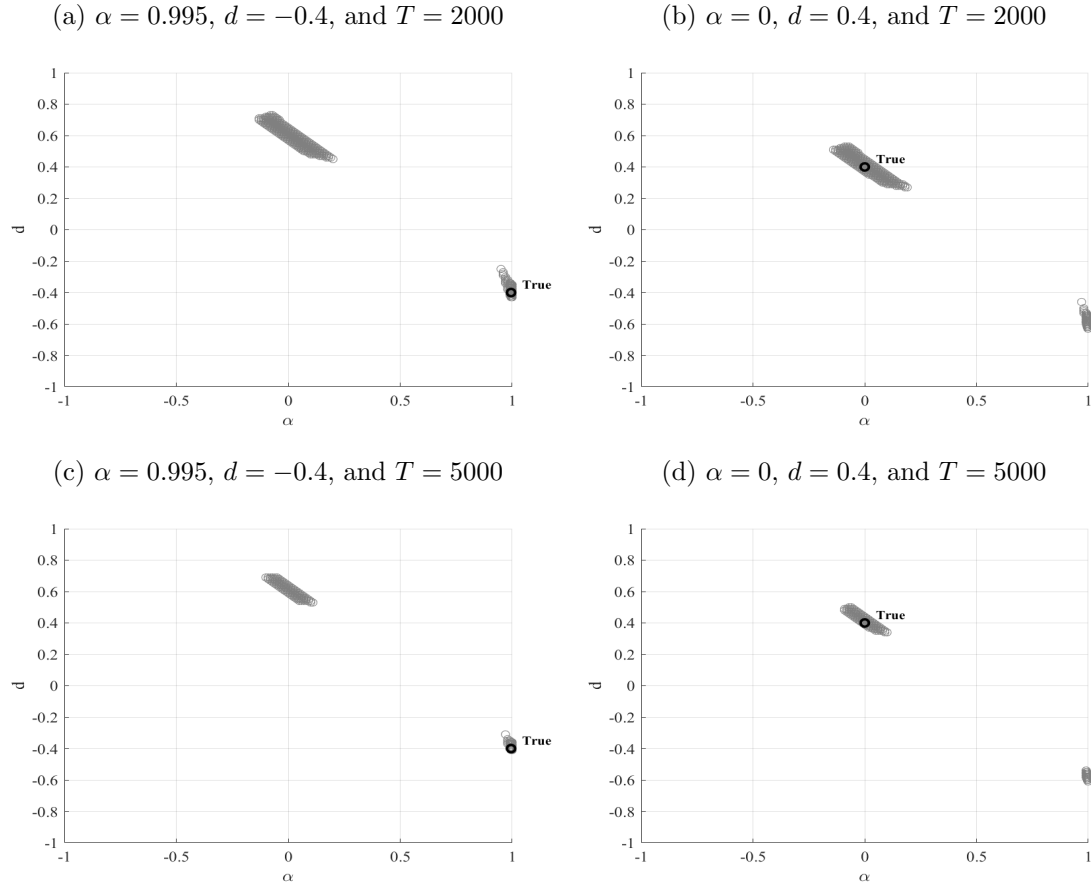 (a) α = 0.995, d = −0.4, and T = 2000
1
0.8
0.6
0.4
0.2
0
-0.2
-0.4
-0.6
-0.8
-1
d
True
-1 -0.5 0 0.5 1
α
(b) α = 0, d = 0.4, and T = 2000
1
0.8
0.6
0.4
0.2
0
-0.2
-0.4
-0.6
-0.8
-1
d
True
-1 -0.5 0 0.5 1
α
(c) α = 0.995, d = −0.4, and T = 5000
1
0.8
0.6
0.4
0.2
0
-0.2
-0.4
-0.6
-0.8
-1
d
True
-1 -0.5 0 0.5 1
α
(d) α = 0, d = 0.4, and T = 5000
1
0.8
0.6
0.4
0.2
0
-0.2
-0.4
-0.6
-0.8
-1
d
True
-1 -0.5 0 0.5 1
α